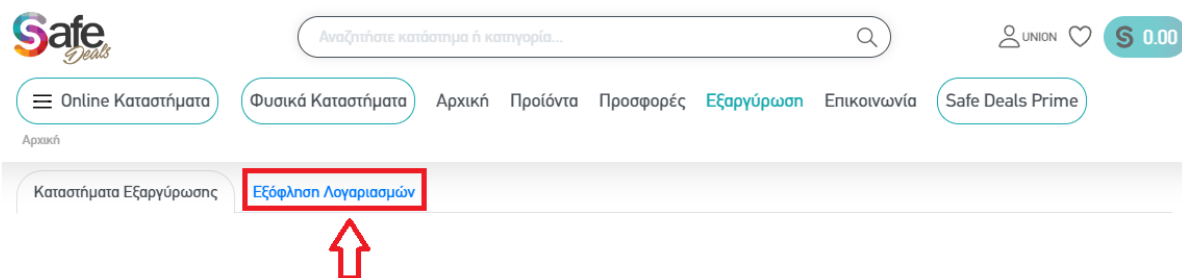 Safe
Deals
Αναζητήστε κατάστημα ή κατηγορία...
UNION
S 0.00
Online Καταστήματα
Φυσικά Καταστήματα
Αρχική
Προϊόντα
Προσφορές
Εξαργύρωση
Επικοινωνία
Safe Deals Prime
Αρχική
Καταστήματα Εξαργύρωσης
Εξόφληση Λογαριασμών